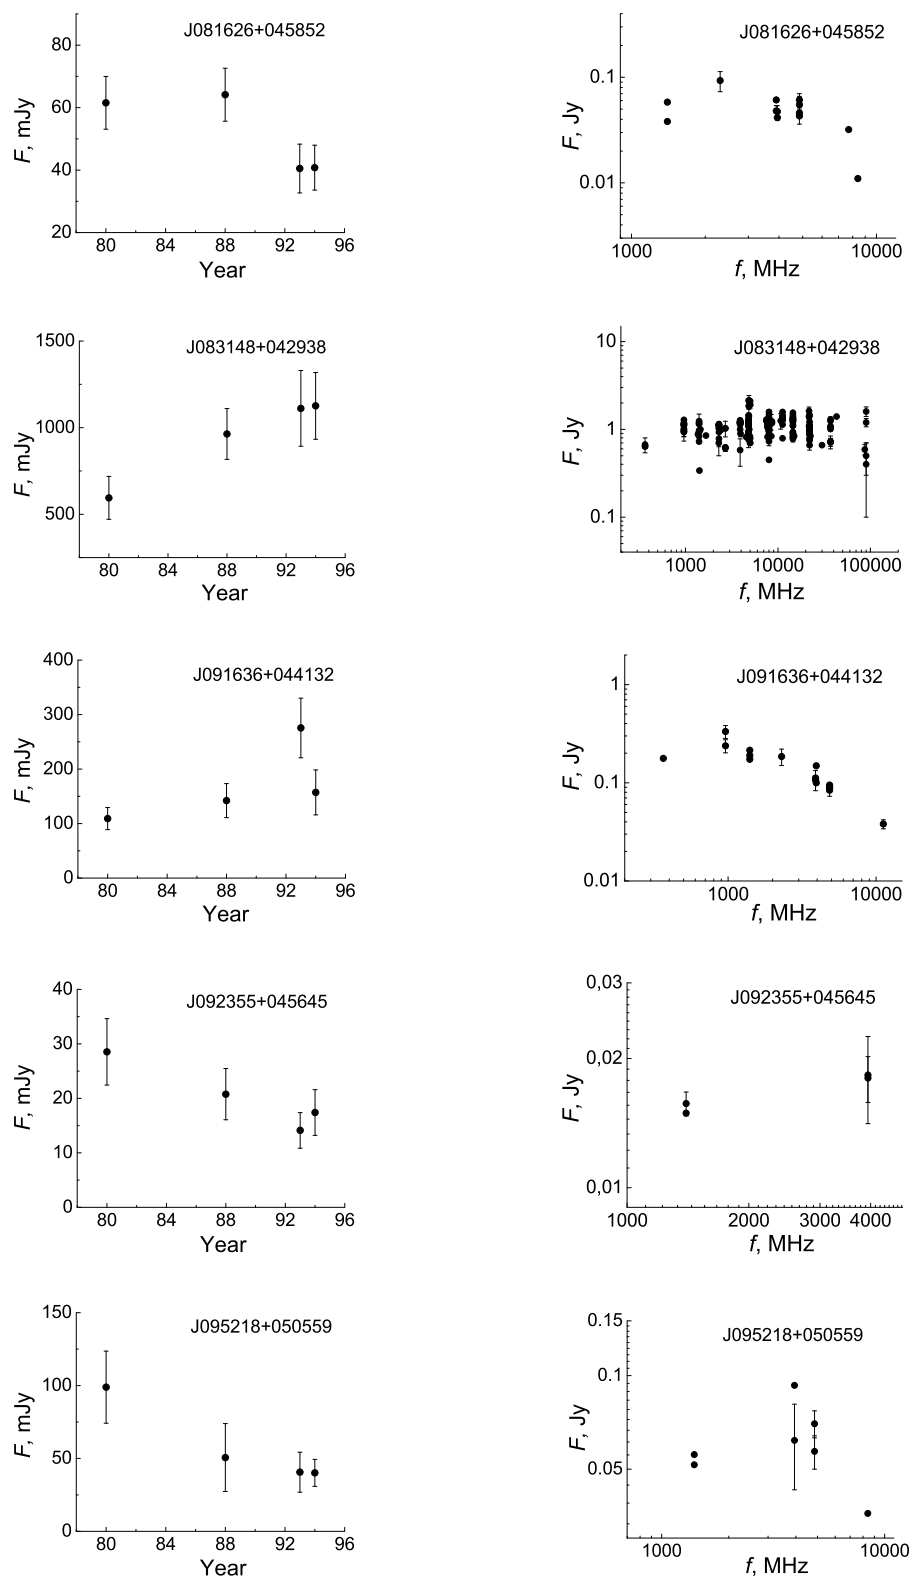 J081626+045852
80
60
40
20
F, mJy
80 84 88 92 96
Year
J081626+045852
0.1
0.01
F, Jy
1000 10000
f, MHz
J083148+042938
1500
1000
500
F, mJy
80 84 88 92 96
Year
J083148+042938
10
1
0.1
F, Jy
1000 10000 100000
f, MHz
J091636+044132
400
300
200
100
0
F, mJy
80 84 88 92 96
Year
J091636+044132
1
0.1
0.01
F, Jy
1000 10000
f, MHz
J092355+045645
40
30
20
10
0
F, mJy
80 84 88 92 96
Year
J092355+045645
0,03
0,02
0,01
F, Jy
1000 2000 3000 4000
f, MHz
J095218+050559
150
100
50
0
F, mJy
80 84 88 92 96
Year
J095218+050559
0.15
0.1
0.05
F, Jy
1000 10000
f, MHz